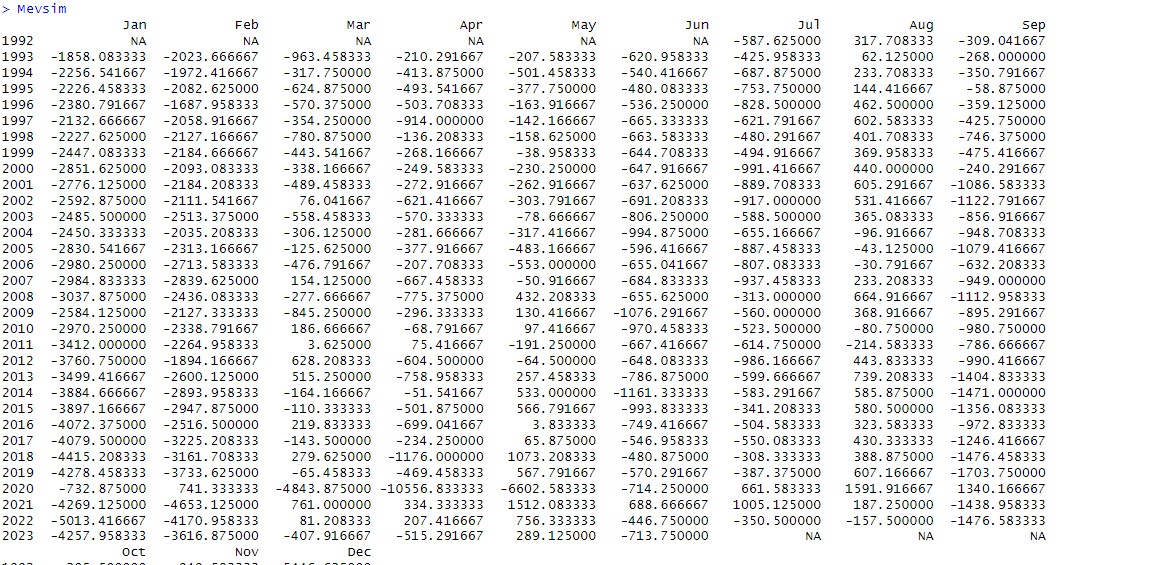 > Mevsim
Jan Feb Mar Apr May Jun Jul Aug Sep
1992 NA NA NA NA NA NA -587.625000 317.708333 -309.041667
1993 -1858.083333 -2023.666667 -963.458333 -210.291667 -207.583333 -620.958333 -425.958333 62.125000 -268.000000
1994 -2256.541667 -1972.416667 -317.750000 -413.875000 -501.458333 -540.416667 -687.875000 233.708333 -350.791667
1995 -2226.458333 -2082.625000 -624.875000 -493.541667 -377.750000 -480.083333 -753.750000 144.416667 -58.875000
1996 -2380.791667 -1687.958333 -570.375000 -503.708333 -163.916667 -536.250000 -828.500000 462.500000 -359.125000
1997 -2132.666667 -2058.916667 -354.250000 -914.000000 -142.166667 -665.333333 -621.791667 602.583333 -425.750000
1998 -2227.625000 -2127.166667 -780.875000 -136.208333 -158.625000 -663.583333 -480.291667 401.708333 -746.375000
1999 -2447.083333 -2184.666667 -443.541667 -268.166667 -38.958333 -644.708333 -494.916667 369.958333 -475.416667
2000 -2851.625000 -2093.083333 -338.166667 -249.583333 -230.250000 -647.916667 -991.416667 440.000000 -240.291667
2001 -2776.125000 -2184.208333 -489.458333 -272.916667 -262.916667 -637.625000 -889.708333 605.291667 -1086.583333
2002 -2592.875000 -2111.541667 76.041667 -621.416667 -303.791667 -691.208333 -917.000000 531.416667 -1122.791667
2003 -2485.500000 -2513.375000 -558.458333 -570.333333 -78.666667 -806.250000 -588.500000 365.083333 -856.916667
2004 -2450.333333 -2035.208333 -306.125000 -281.666667 -317.416667 -994.875000 -655.166667 -96.916667 -948.708333
2005 -2830.541667 -2313.166667 -125.625000 -377.916667 -483.166667 -596.416667 -887.458333 -43.125000 -1079.416667
2006 -2980.250000 -2713.583333 -476.791667 -207.708333 -553.000000 -655.041667 -807.083333 -30.791667 -632.208333
2007 -2984.833333 -2839.625000 154.125000 -667.458333 -50.916667 -684.833333 -937.458333 233.208333 -949.000000
2008 -3037.875000 -2436.083333 -277.666667 -775.375000 432.208333 -655.625000 -313.000000 664.916667 -1112.958333
2009 -2584.125000 -2127.333333 -845.250000 -296.333333 130.416667 -1076.291667 -560.000000 368.916667 -895.291667
2010 -2970.250000 -2338.791667 186.666667 -68.791667 97.416667 -970.458333 -523.500000 -80.750000 -980.750000
2011 -3412.000000 -2264.958333 3.625000 75.416667 -191.250000 -667.416667 -614.750000 -214.583333 -786.666667
2012 -3760.750000 -1894.166667 628.208333 -604.500000 -64.500000 -648.083333 -986.166667 443.833333 -990.416667
2013 -3499.416667 -2600.125000 515.250000 -758.958333 257.458333 -786.875000 -599.666667 739.208333 -1404.833333
2014 -3884.666667 -2893.958333 -164.166667 -51.541667 533.000000 -1161.333333 -583.291667 585.875000 -1471.000000
2015 -3897.166667 -2947.875000 -110.333333 -501.875000 566.791667 -993.833333 -341.208333 580.500000 -1356.083333
2016 -4072.375000 -2516.500000 219.833333 -699.041667 3.833333 -749.416667 -504.583333 323.583333 -972.833333
2017 -4079.500000 -3225.208333 -143.500000 -234.250000 65.875000 -546.958333 -550.083333 430.333333 -1246.416667
2018 -4415.208333 -3161.708333 279.625000 -1176.000000 1073.208333 -480.875000 -308.333333 388.875000 -1476.458333
2019 -4278.458333 -3733.625000 -65.458333 -469.458333 567.791667 -570.291667 -387.375000 607.166667 -1703.750000
2020 -732.875000 741.333333 -4843.875000 -10556.833333 -6602.583333 -714.250000 661.583333 1591.916667 1340.166667
2021 -4269.125000 -4653.125000 761.000000 334.333333 1512.083333 688.666667 1005.125000 187.250000 -1438.958333
2022 -5013.416667 -4170.958333 81.208333 207.416667 756.333333 -446.750000 -350.500000 -157.500000 -1476.583333
2023 -4257.958333 -3616.875000 -407.916667 -515.291667 289.125000 -713.750000 NA NA NA
Oct Nov Dec